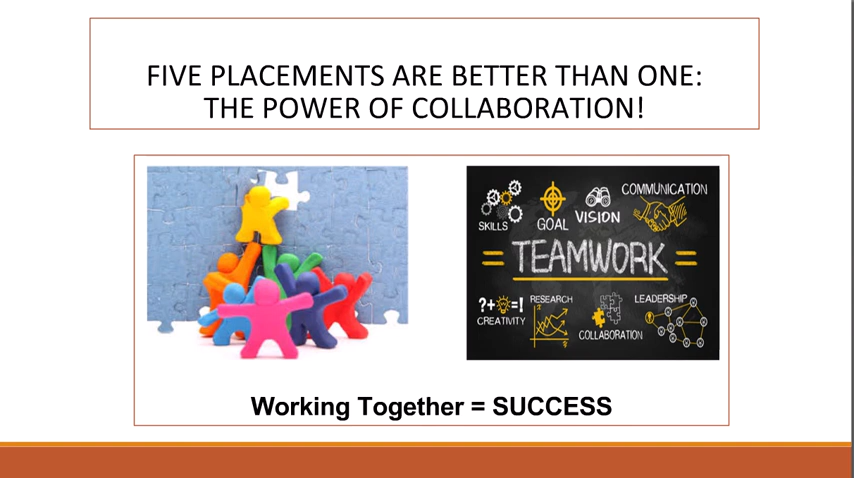 FIVE PLACEMENTS ARE BETTER THAN ONE:
THE POWER OF COLLABORATION!
SKILLS
GOAL
VISION
COMMUNICATION
= TEAMWORK =
?+ =!
CREATIVITY
RESEARCH
X
Y
COLLABORATION
LEADERSHIP
Working Together = SUCCESS